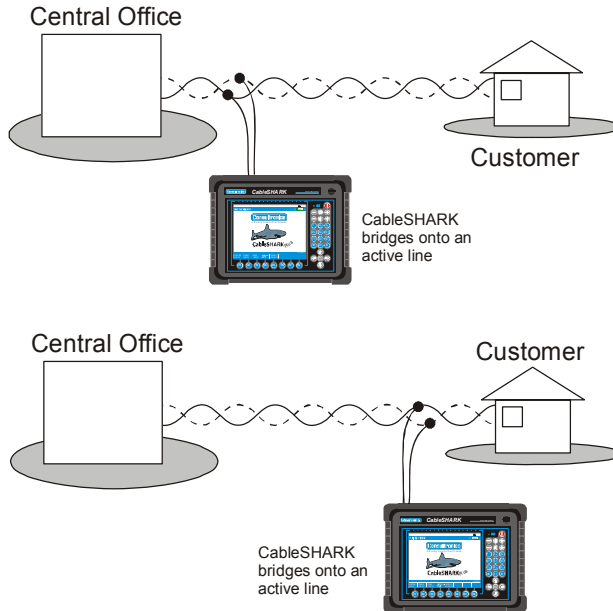 Central Office
Customer
CableSHARK
CableSHARK
bridges onto an
active line
Central Office
Customer
CableSHARK
CableSHARK
bridges onto an
active line